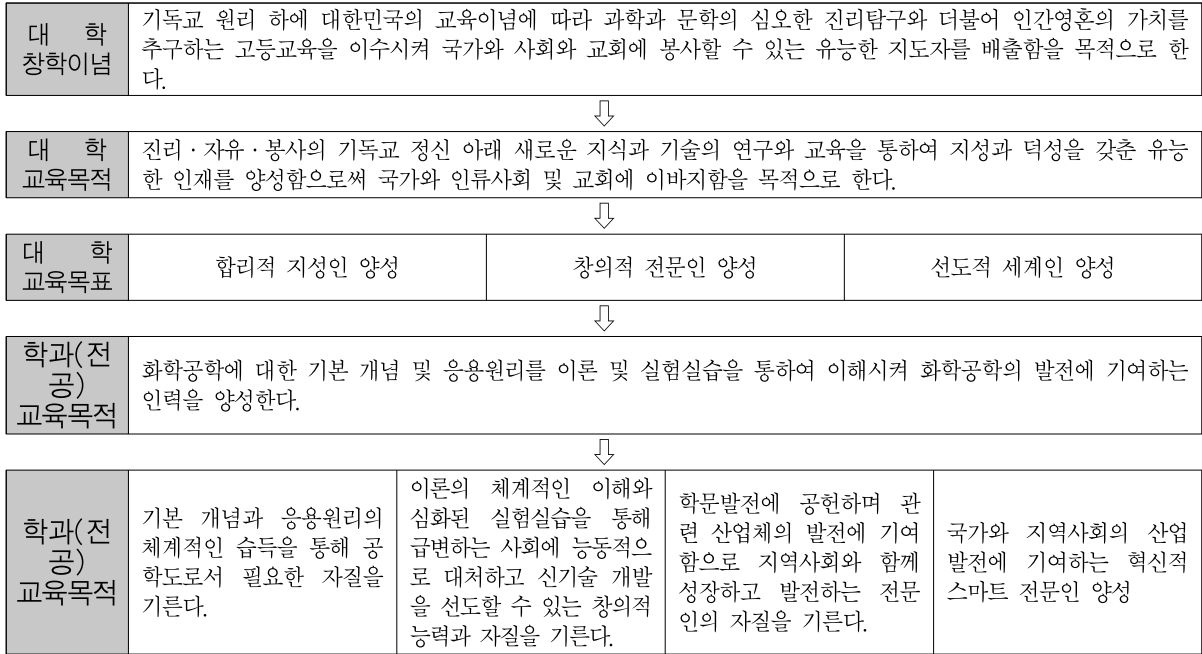 대 학
창학이념
기독교 원리 하에 대한민국의 교육이념에 따라 과학과 문학의 심오한 진리탐구와 더불어 인간영혼의 가치를
추구하는 고등교육을 이수시켜 국가와 사회와 교회에 봉사할 수 있는 유능한 지도자를 배출함을 목적으로 한
다.
대 학
교육목적
진리·자유·봉사의 기독교 정신 아래 새로운 지식과 기술의 연구와 교육을 통하여 지성과 덕성을 갖춘 유능
한 인재를 양성함으로써 국가와 인류사회 및 교회에 이바지함을 목적으로 한다.
대 학
교육목표
합리적 지성인 양성
창의적 전문인 양성
선도적 세계인 양성
학과(전
공)
교육목적
화학공학에 대한 기본 개념 및 응용원리를 이론 및 실험실습을 통하여 이해시켜 화학공학의 발전에 기여하는
인력을 양성한다.
학과(전
공)
교육목적
기본 개념과 응용원리의
체계적인 습득을 통해 공
학도로서 필요한 자질을
기른다.
이론의 체계적인 이해와
심화된 실험실습을 통해
급변하는 사회에 능동적으
로 대처하고 신기술 개발
을 선도할 수 있는 창의적
능력과 자질을 기른다.
학문발전에 공헌하며 관
련 산업체의 발전에 기여
함으로 지역사회와 함께
성장하고 발전하는 전문
인의 자질을 기른다.
국가와 지역사회의 산업
발전에 기여하는 혁신적
스마트 전문인 양성